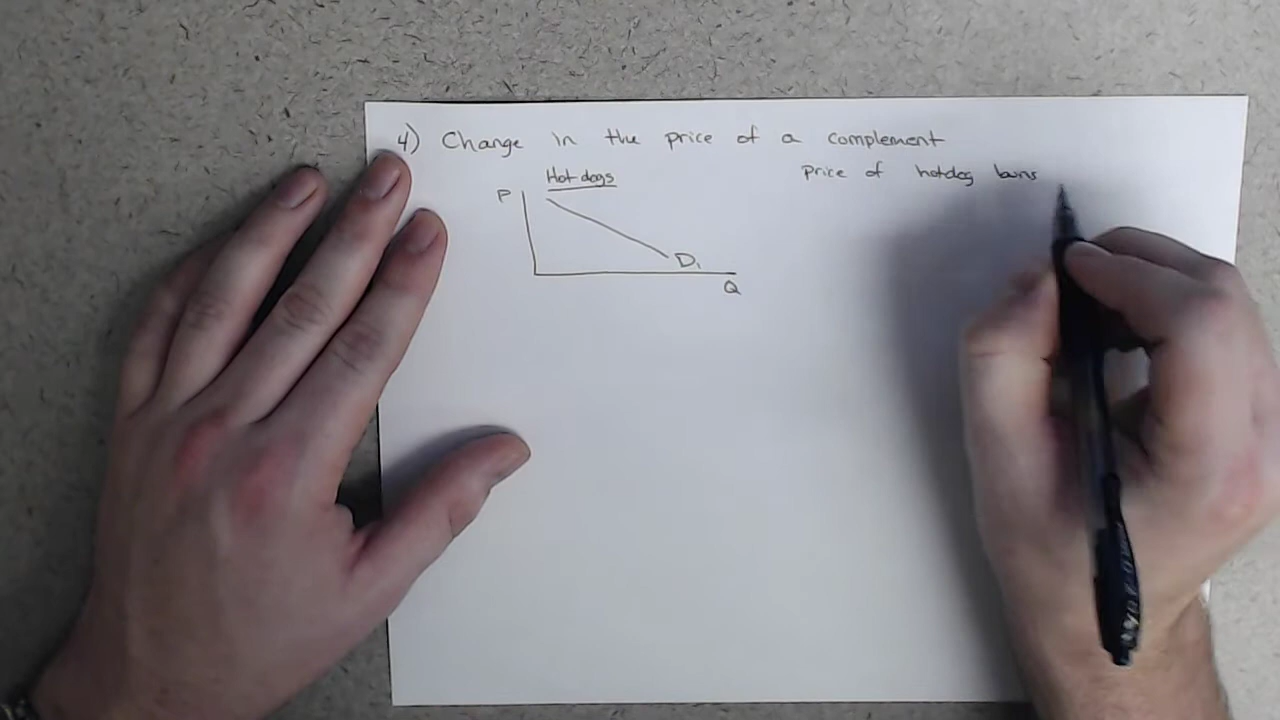 4) Change in the price of a complement
Hot dogs
price of hotdog buns
P
D1
Q